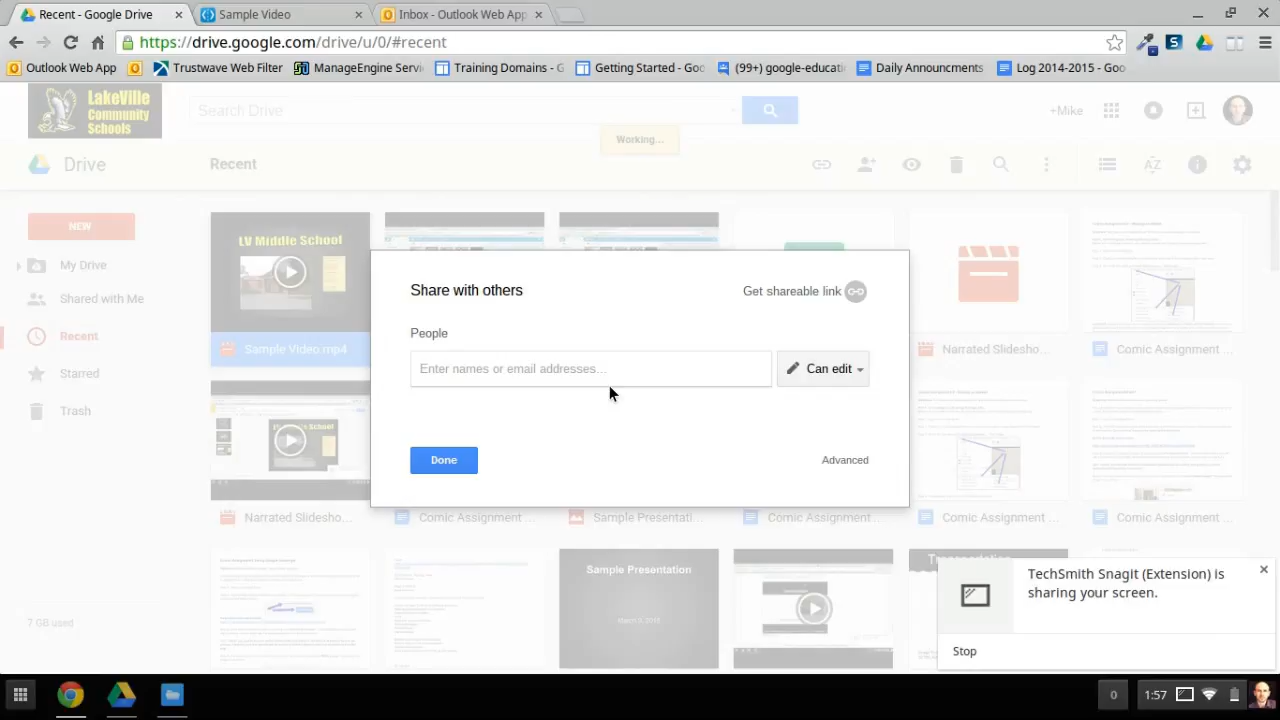 Recent - Google Drive
Sample Video
Inbox - Outlook Web App
https://drive.google.com/drive/u/0/#recent
Outlook Web App
Trustwave Web Filter
ManageEngine Servi
Training Domains - G
Getting Started - Goo
(99+) google-educati
Daily Announcments
Log 2014-2015 - Goo
LakeVille
Community
Schools
Search Drive
+Mike
Working...
Drive
Recent
NEW
My Drive
Shared with Me
Recent
Starred
Trash
7 GB used
LV Middle School
Sample Video.mp4
Narrated Slidesho...
Comic Assignment ...
Share with others
Get shareable link
People
Enter names or email addresses...
Can edit
Done
Advanced
Narrated Slidesho...
Comic Assignment ...
Sample Presentati...
Comic Assignment ...
Comic Assignment ...
Comic Assignment ...
Sample Presentation
March X 2015
Transportation
TechSmith SnagIt (Extension) is
sharing your screen.
Stop
0
1:57